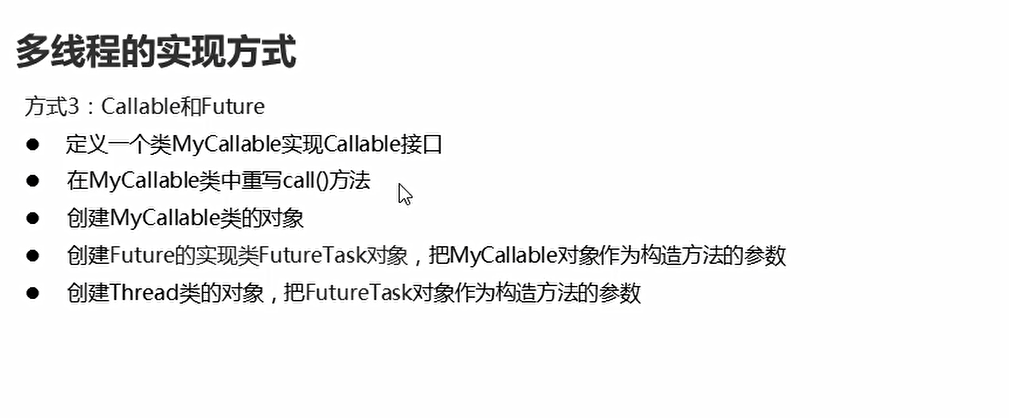 多线程的实现方式
方式3：Callable和Future
● 定义一个类MyCallable实现Callable接口
● 在MyCallable类中重写call()方法
● 创建MyCallable类的对象
● 创建Future的实现类FutureTask对象，把MyCallable对象作为构造方法的参数
● 创建Thread类的对象，把FutureTask对象作为构造方法的参数